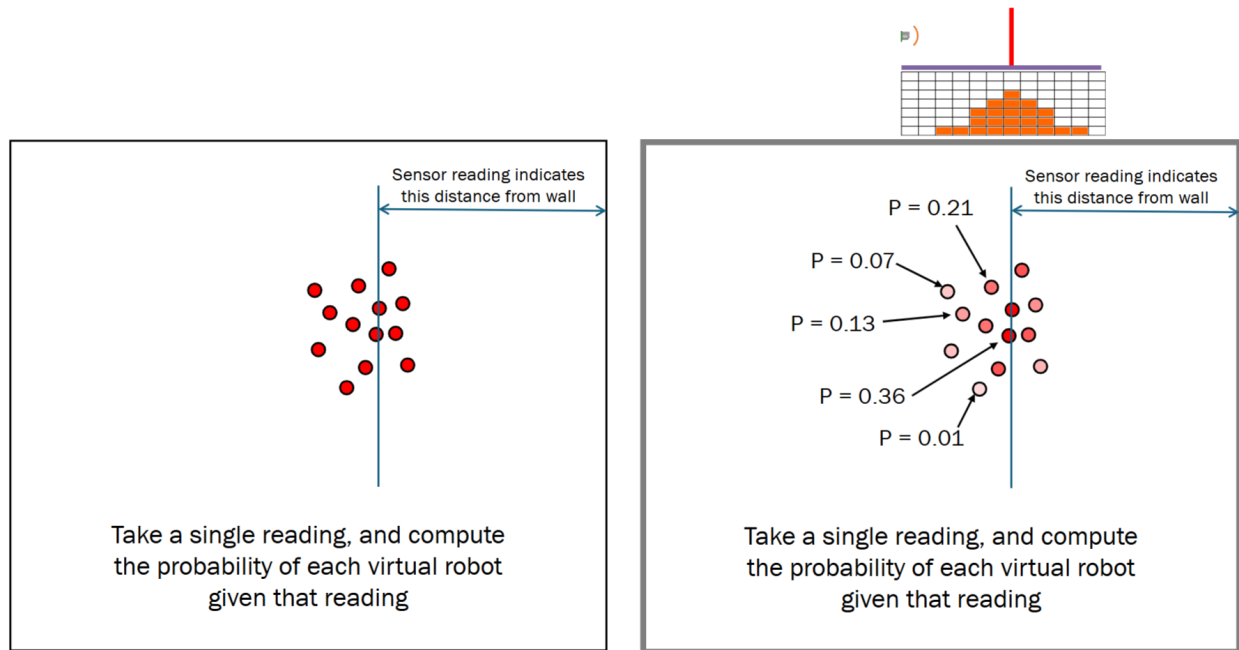 Sensor reading indicates
this distance from wall
Take a single reading, and compute
the probability of each virtual robot
given that reading
Sensor reading indicates
this distance from wall
P = 0.21
P = 0.07
P = 0.13
P = 0.36
P = 0.01
Take a single reading, and compute
the probability of each virtual robot
given that reading